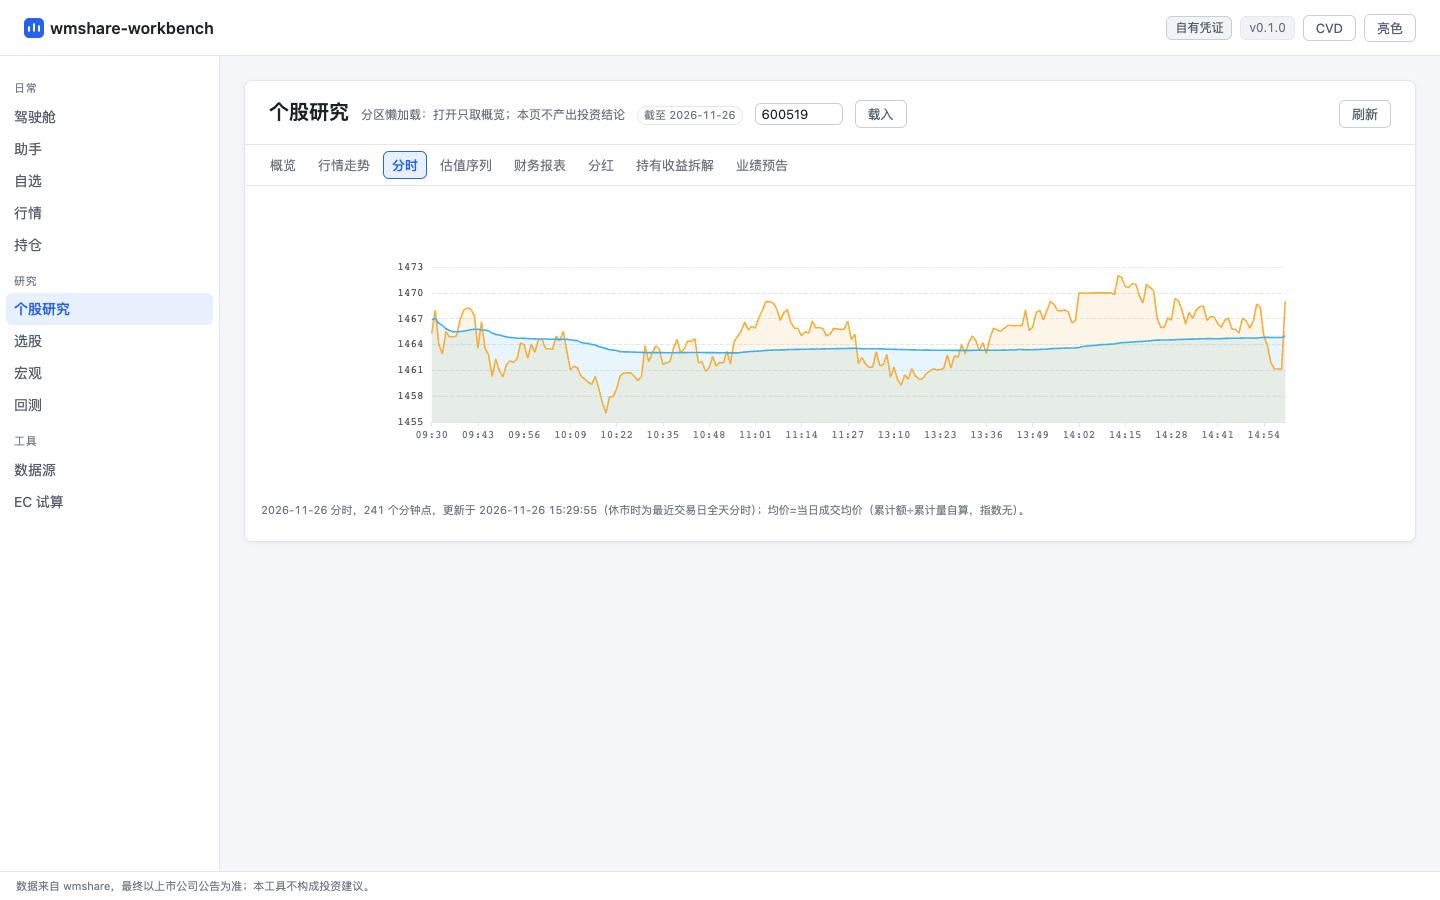 wmshare-workbench
自有凭证 v0.1.0 CVD 亮色
日常
驾驶舱
助手
自选
行情
持仓
研究
个股研究
选股
宏观
回测
工具
数据源
EC 试算
个股研究 分区懒加载：打开只取概览；本页不产出投资结论 截至 2026-11-26 600519 载入 刷新
概览 行情走势 分时 估值序列 财务报表 分红 持有收益拆解 业绩预告
1473
1470
1467
1464
1461
1458
1455
09:30 09:43 09:56 10:09 10:22 10:35 10:48 11:01 11:14 11:27 13:10 13:23 13:36 13:49 14:02 14:15 14:28 14:41 14:54
2026-11-26 分时，241 个分钟点，更新于 2026-11-26 15:29:55（休市时为最近交易日全天分时）；均价=当日成交均价（累计额÷累计量自算，指数无）。
数据来自 wmshare，最终以上市公司公告为准；本工具不构成投资建议。